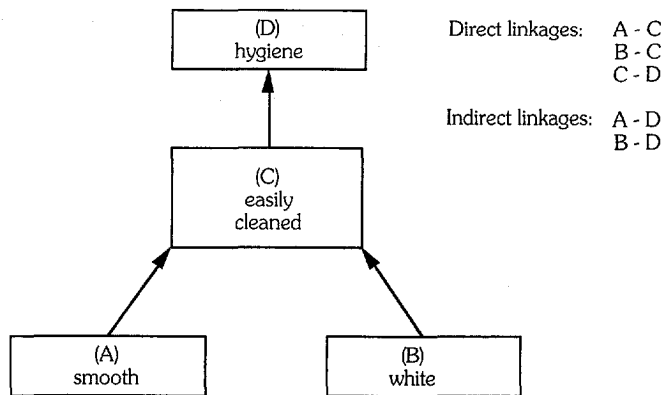 (D)
hygiene
Direct linkages: A - C
B - C
C - D
Indirect linkages: A - D
B - D
(C)
easily
cleaned
(A)
smooth
(B)
white